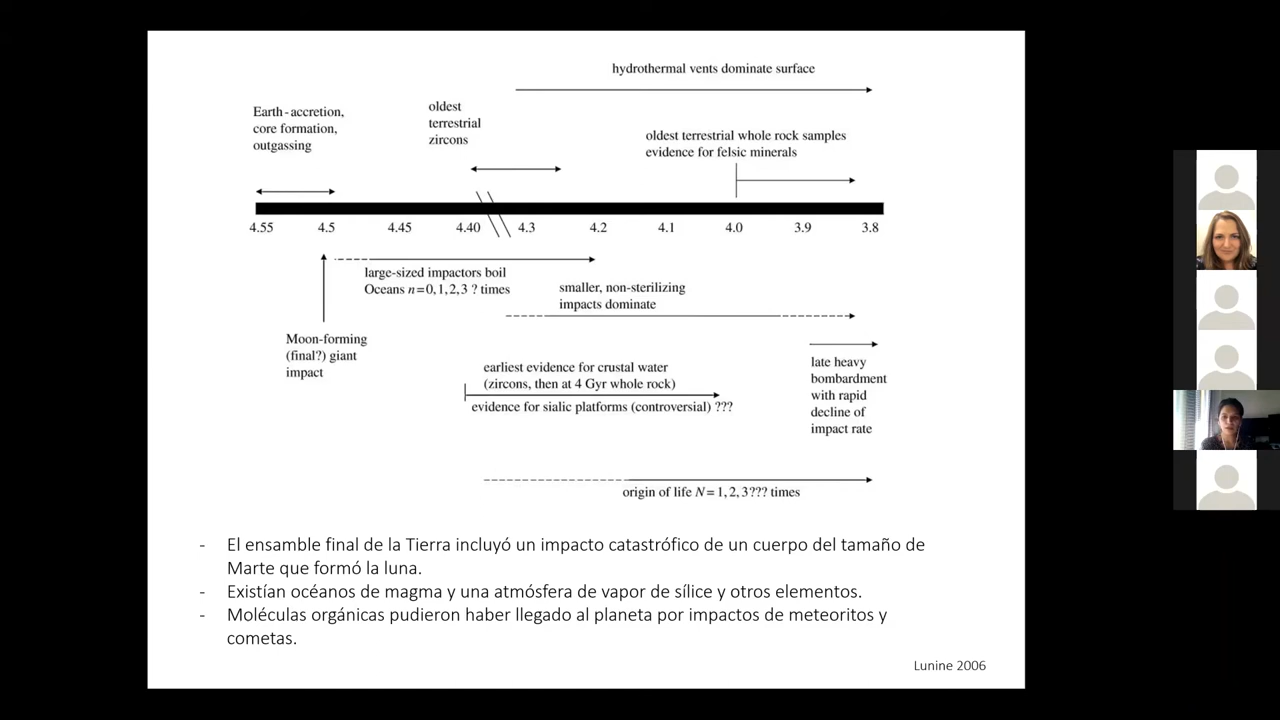 hydrothermal vents dominate surface
Earth-accretion,
core formation,
outgassing
oldest
terrestrial
zircons
oldest terrestrial whole rock samples
evidence for felsic minerals
4.55 4.5 4.45 4.40 4.3 4.2 4.1 4.0 3.9 3.8
large-sized impactors boil
Oceans n=0,1,2,3 ? times
smaller, non-sterilizing
impacts dominate
Moon-forming
(final?) giant
impact
earliest evidence for crustal water
(zircons, then at 4 Gyr whole rock)
evidence for sialic platforms (controversial) ???
late heavy
bombardment
with rapid
decline of
impact rate
origin of life N=1,2,3??? times
- El ensamble final de la Tierra incluyó un impacto catastrófico de un cuerpo del tamaño de
Marte que formó la luna.
- Existían océanos de magma y una atmósfera de vapor de sílice y otros elementos.
- Moléculas orgánicas pudieron haber llegado al planeta por impactos de meteoritos y
cometas.
Lunine 2006